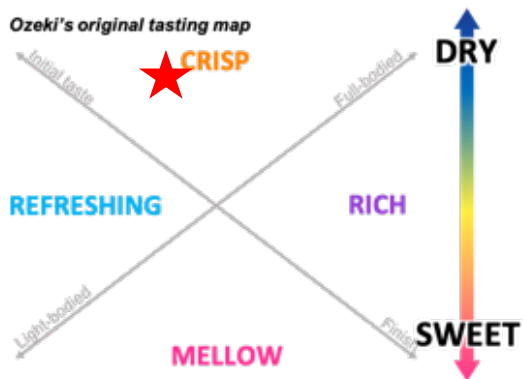 Ozeki's original tasting map
CRISP
DRY
Initial taste
Full-bodied
REFRESHING
RICH
Light-bodied
Finish
SWEET
MELLOW